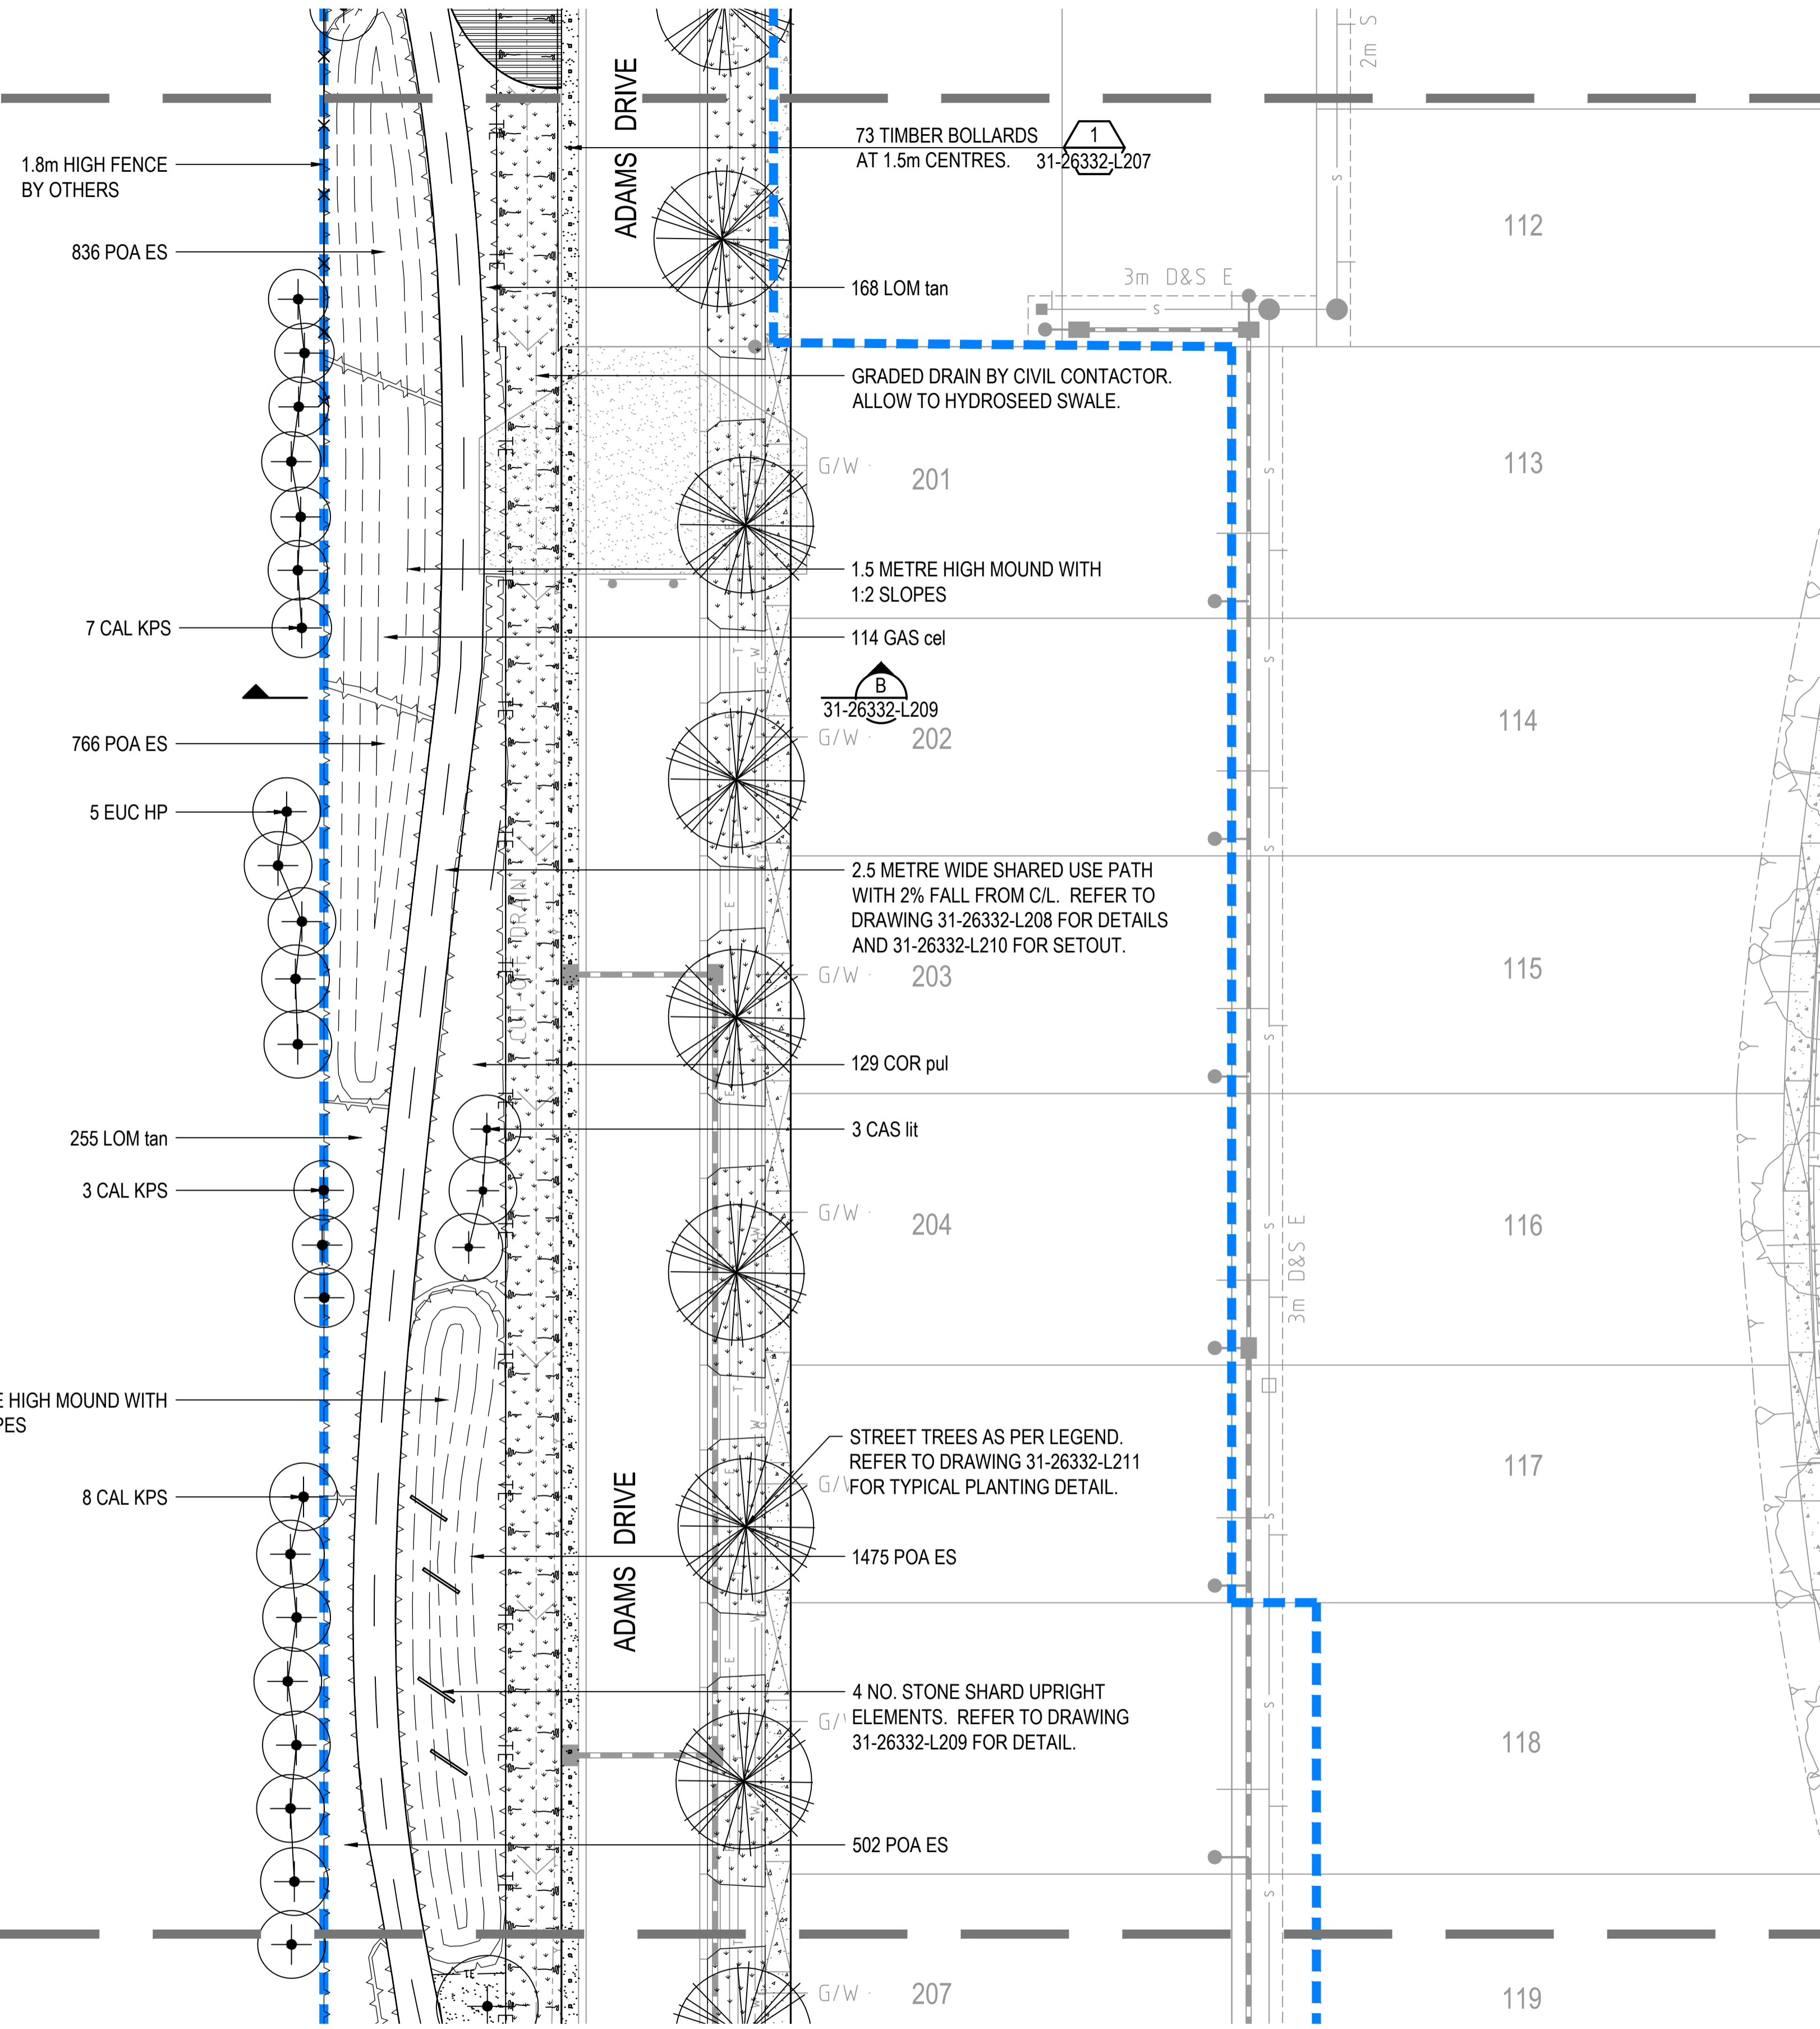 2m S
ADAMS DRIVE
1.8m HIGH FENCE
BY OTHERS
73 TIMBER BOLLARDS
AT 1.5m CENTRES.
1
31-26332-L207
112
836 POA ES
3m D&S E
S
S
168 LOM tan
GRADED DRAIN BY CIVIL CONTACTOR.
ALLOW TO HYDROSEED SWALE.
G/W
201
113
S
1.5 METRE HIGH MOUND WITH
1:2 SLOPES
7 CAL KPS
114 GAS cel
B
31-26332-L209
G/W
202
114
S
766 POA ES
5 EUC HP
2.5 METRE WIDE SHARED USE PATH
WITH 2% FALL FROM C/L. REFER TO
DRAWING 31-26332-L208 FOR DETAILS
AND 31-26332-L210 FOR SETOUT.
CUT OFF DRAIN
G/W
203
115
S
S
129 COR pul
3 CAS lit
255 LOM tan
3 CAL KPS
G/W
204
116
S
3m D&S E
E HIGH MOUND WITH
PES
STREET TREES AS PER LEGEND.
REFER TO DRAWING 31-26332-L211
FOR TYPICAL PLANTING DETAIL.
G/
117
8 CAL KPS
S
ADAMS DRIVE
1475 POA ES
4 NO. STONE SHARD UPRIGHT
ELEMENTS. REFER TO DRAWING
31-26332-L209 FOR DETAIL.
G/
118
S
502 POA ES
S
TE
G/W
207
119